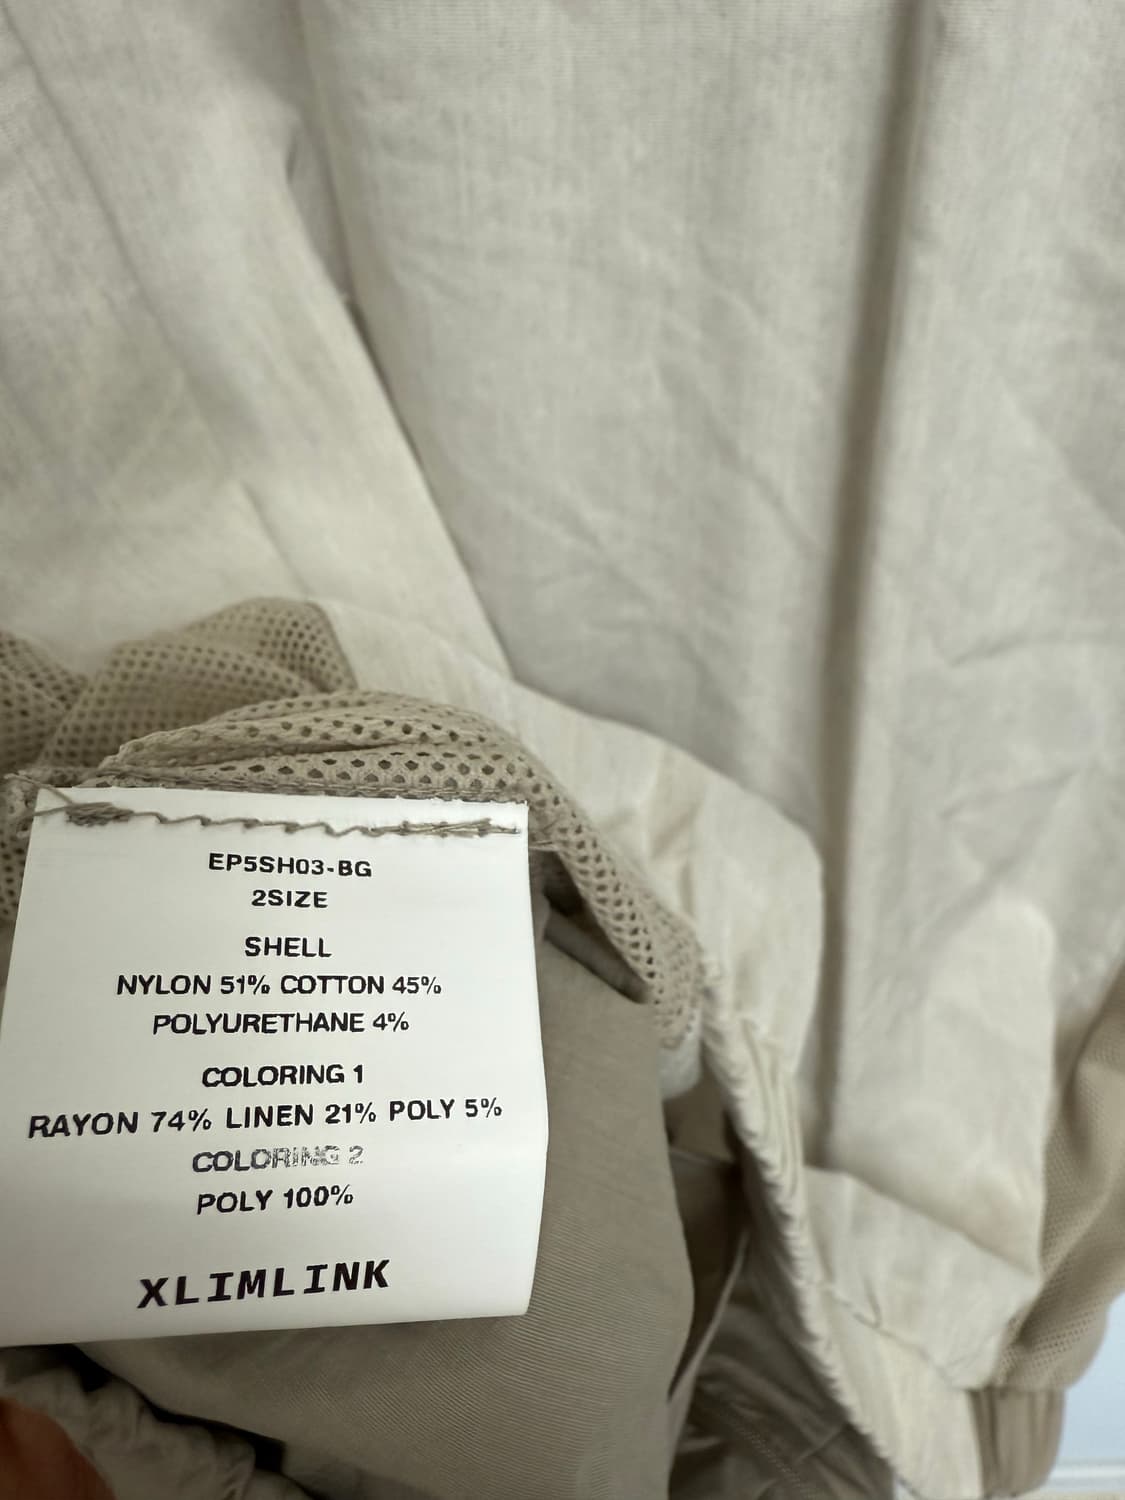 EP5SH03-BG
2SIZE
SHELL
NYLON 51% COTTON 45%
POLYURETHANE 4%
COLORING 1
RAYON 74% LINEN 21% POLY 5%
COLORING 2
POLY 100%
XLIMLINK